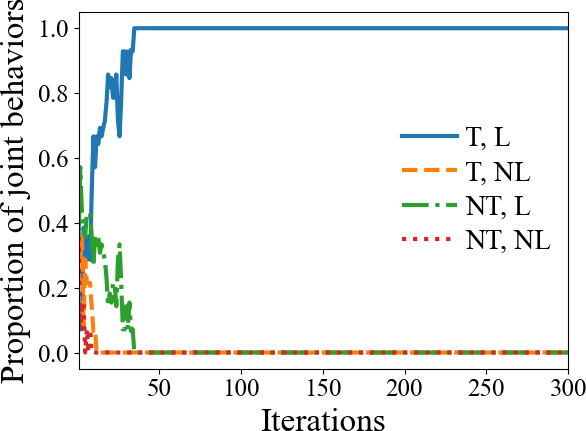 Proportion of joint behaviors
1.0
0.8
0.6
0.4
0.2
0.0
T, L
T, NL
NT, L
NT, NL
50 100 150 200 250 300
Iterations